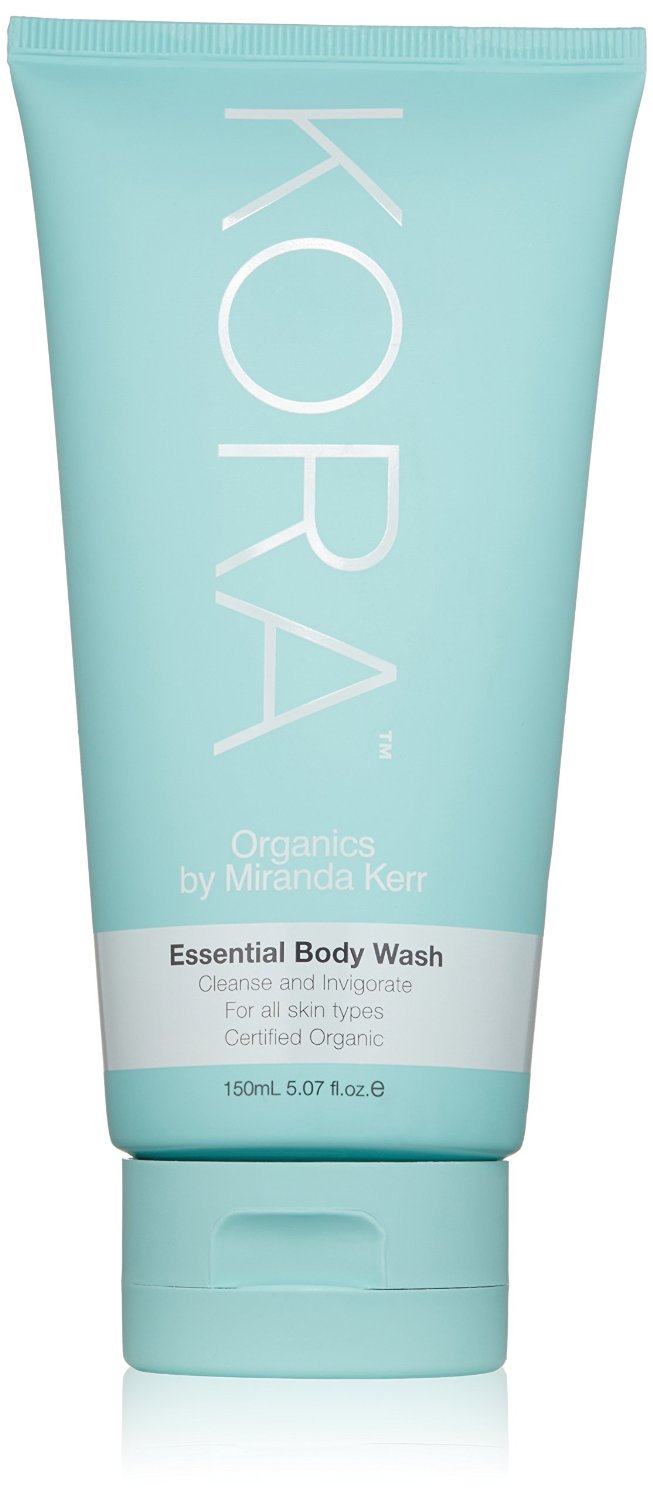 KORA™
Organics
by Miranda Kerr
Essential Body Wash
Cleanse and Invigorate
For all skin types
Certified Organic
150mL 5.07 fl.oz.℮